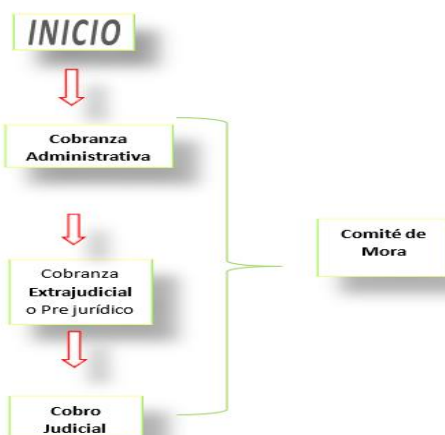 INICIO
Cobranza
Administrativa
Comité de
Mora
Cobranza
Extrajudicial
o Pre jurídico
Cobro
Judicial